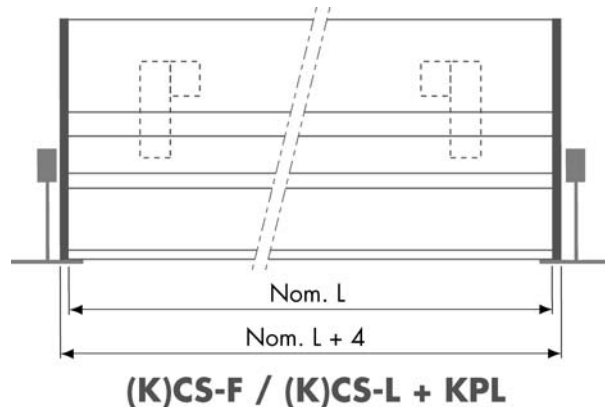 Nom. L
Nom. L + 4
(K)CS-F / (K)CS-L + KPL